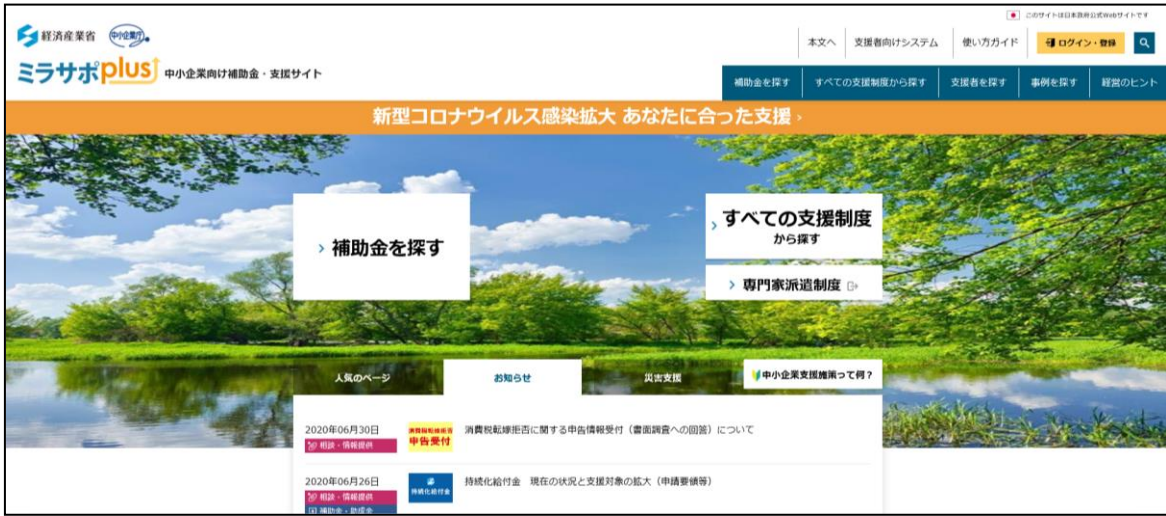 このサイトは日本政府公式Webサイトです
経済産業省 中小企業庁
本文へ 支援者向けシステム 使い方ガイド ログイン・登録
ミラサポplus 中小企業向け補助金・支援サイト
補助金を探す すべての支援制度から探す 支援者を探す 事例を探す 経営のヒント
新型コロナウイルス感染拡大 あなたに合った支援 ›
› 補助金を探す
› すべての支援制度
から探す
› 専門家派遣制度
人気のページ お知らせ 災害支援 中小企業支援施策って何?
2020年06月30日
相談・情報提供
消費税転嫁拒否
申告受付
消費税転嫁拒否に関する申告情報受付(書面調査への回答)について
2020年06月26日
相談・情報提供
補助金・助成金
持続化給付金
持続化給付金 現在の状況と支援対象の拡大(申請要領等)